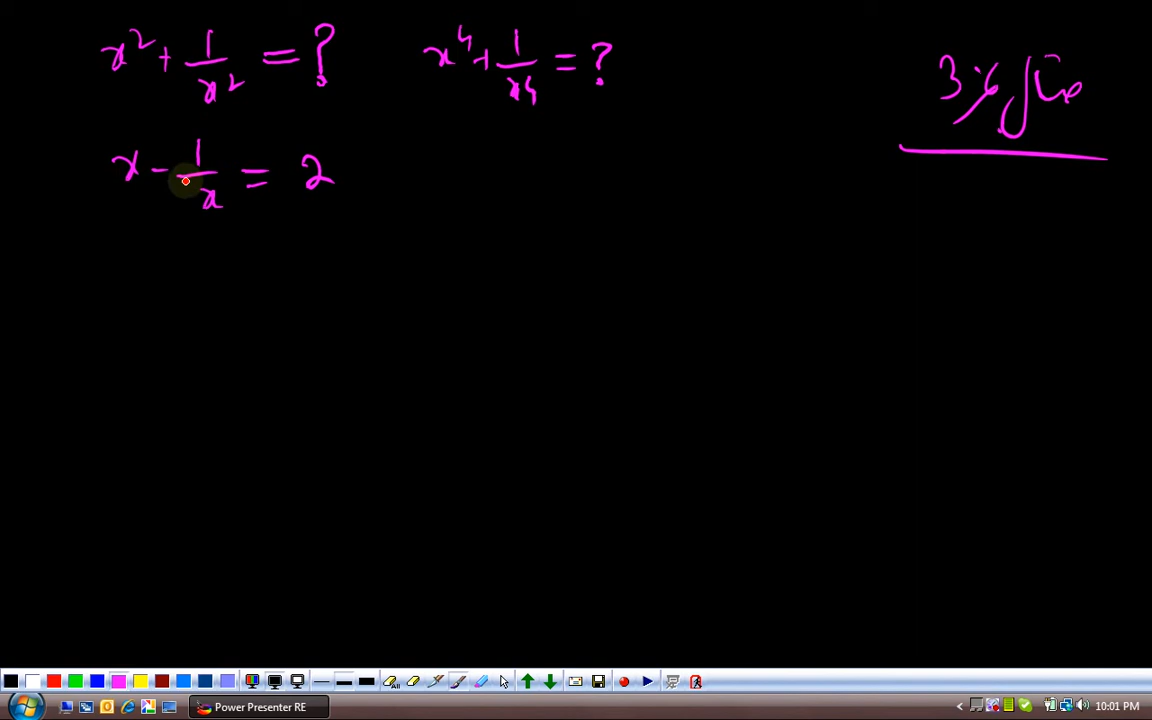 x² + 1/x² = ? x⁴ + 1/x⁴ = ?
x - 1/x = 2
Power Presenter RE
10:01 PM